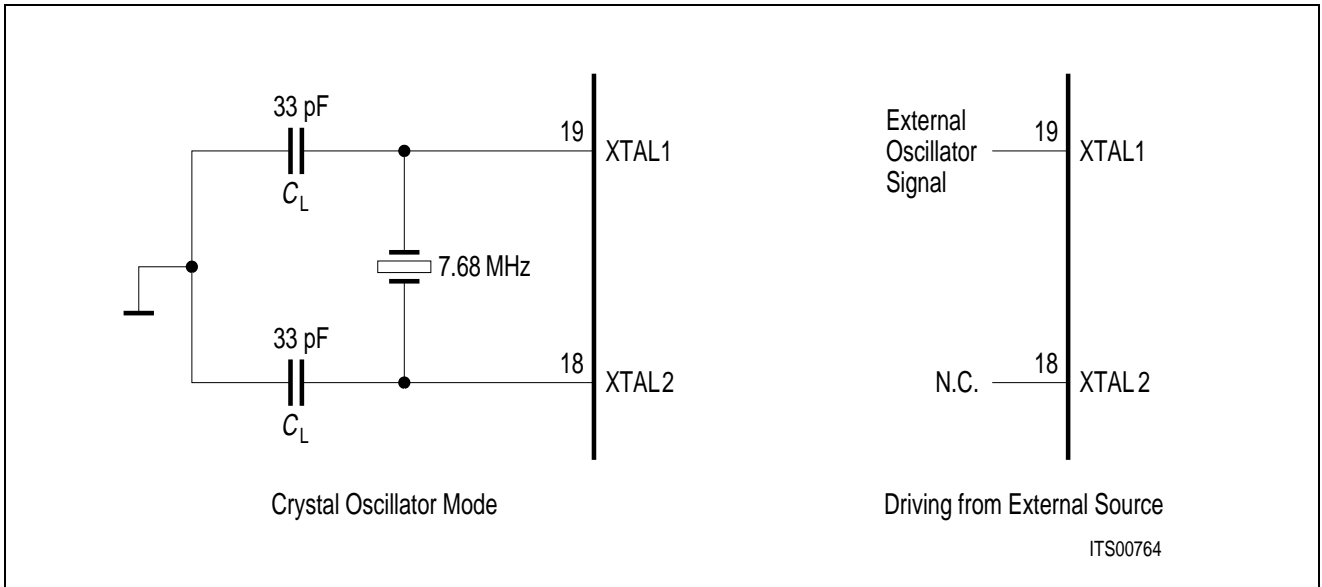 33 pF
C_L
19
XTAL1
7.68 MHz
33 pF
C_L
18
XTAL2
Crystal Oscillator Mode
External
Oscillator
Signal
19
XTAL1
N.C.
18
XTAL 2
Driving from External Source
ITS00764